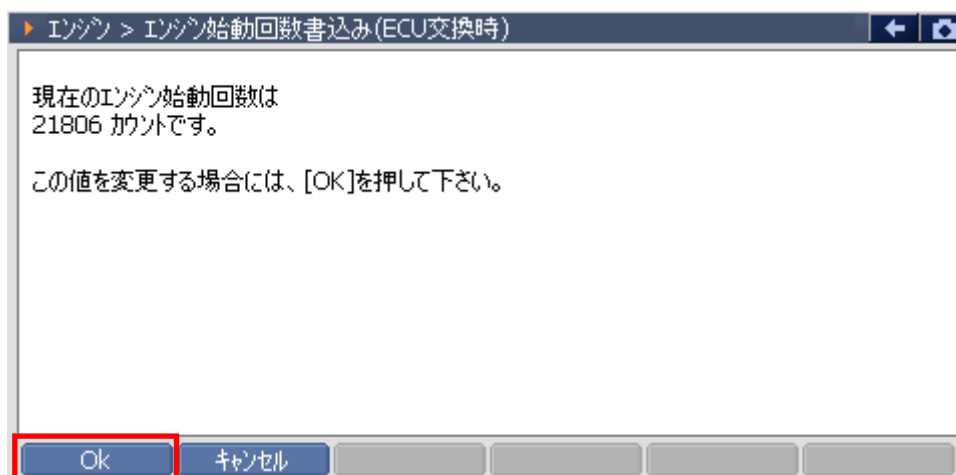 ｴﾝｼﾞﾝ > ｴﾝｼﾞﾝ始動回数書込み(ECU交換時)
現在のｴﾝｼﾞﾝ始動回数は
21806 ｶｳﾝﾄです。
この値を変更する場合には、[OK]を押して下さい。
Ok
ｷｬﾝｾﾙ